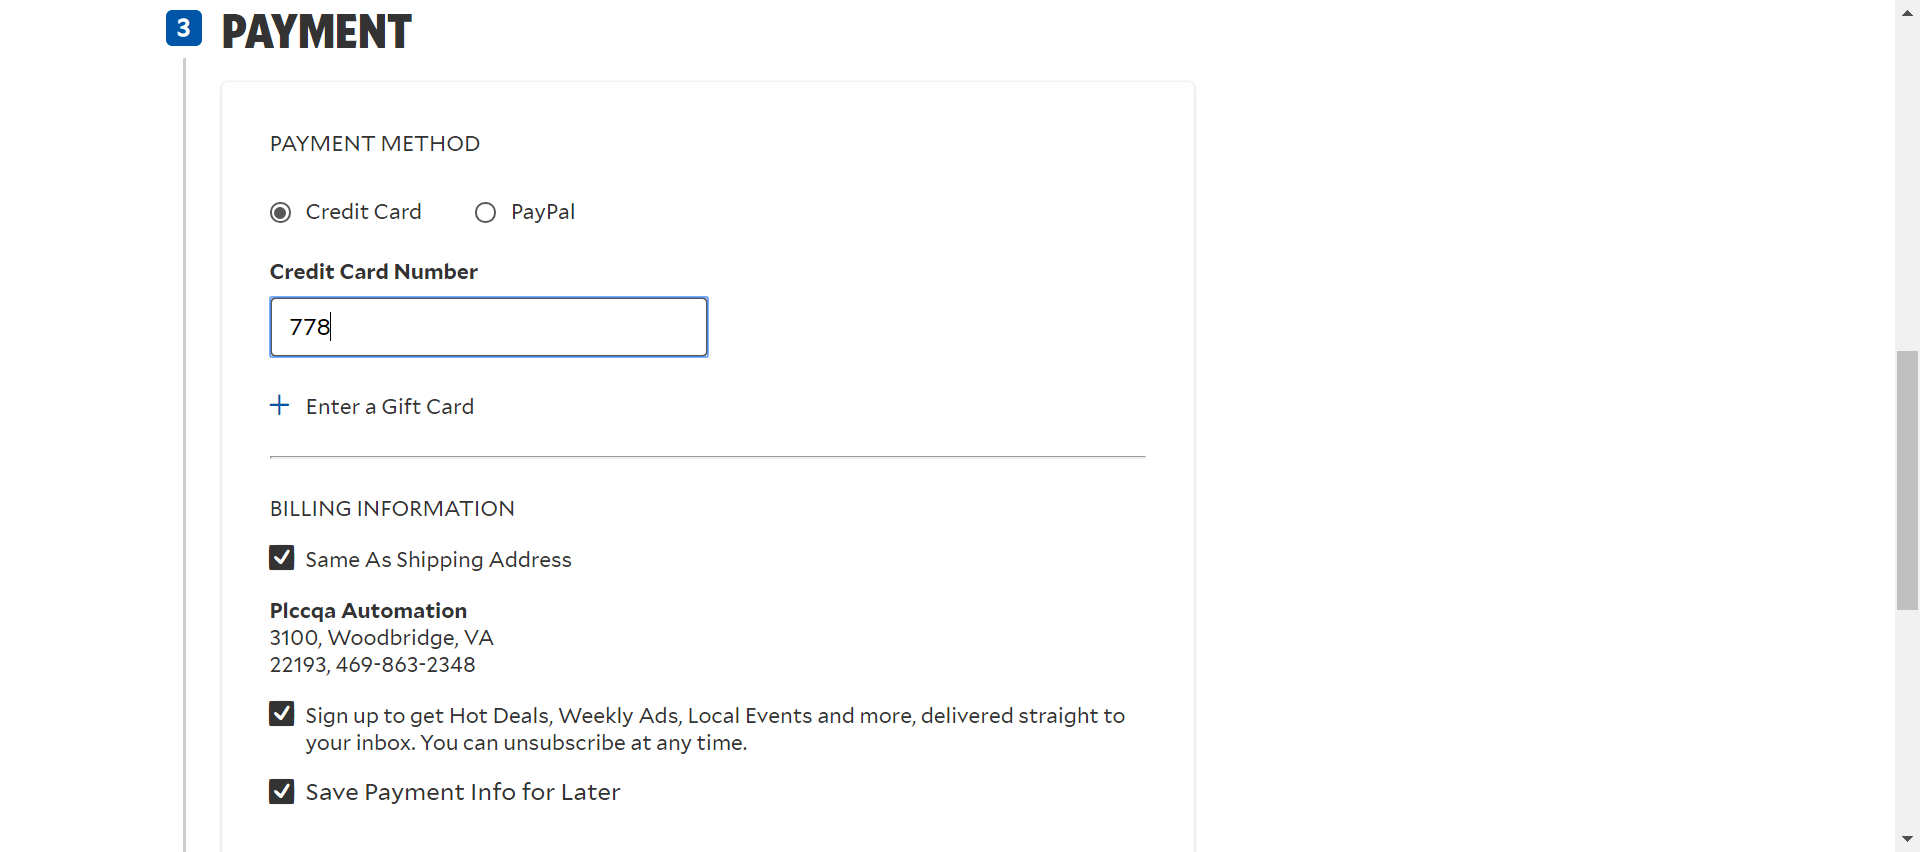 3 PAYMENT
PAYMENT METHOD
Credit Card PayPal
Credit Card Number
778
+ Enter a Gift Card
BILLING INFORMATION
Same As Shipping Address
Plccqa Automation
3100, Woodbridge, VA
22193, 469-863-2348
Sign up to get Hot Deals, Weekly Ads, Local Events and more, delivered straight to
your inbox. You can unsubscribe at any time.
Save Payment Info for Later